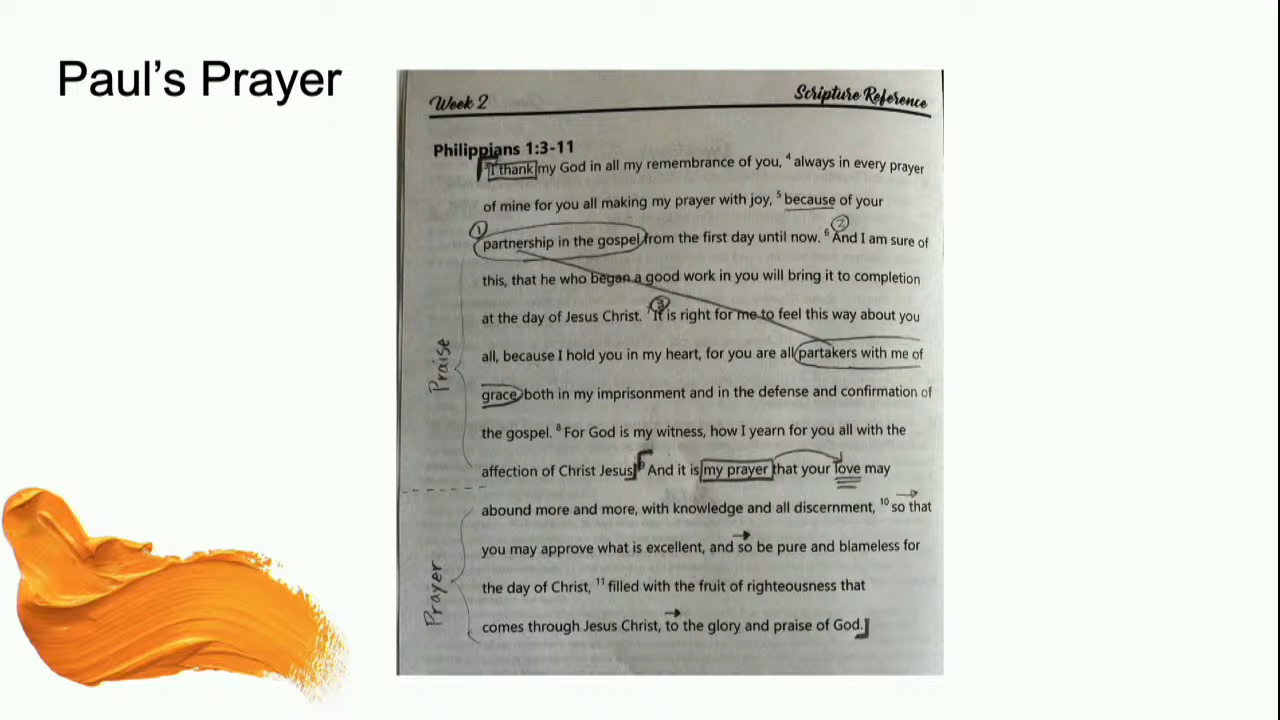 Paul's Prayer
Week 2
Scripture Reference
Philippians 1:3-11
I thank my God in all my remembrance of you, 4 always in every prayer
of mine for you all making my prayer with joy, 5 because of your
1 2
partnership in the gospel from the first day until now. 6 And I am sure of
this, that he who began a good work in you will bring it to completion
3
at the day of Jesus Christ. It is right for me to feel this way about you
all, because I hold you in my heart, for you are all partakers with me of
grace both in my imprisonment and in the defense and confirmation of
the gospel. 8 For God is my witness, how I yearn for you all with the
affection of Christ Jesus. And it is my prayer that your love may
abound more and more, with knowledge and all discernment, 10 so that
you may approve what is excellent, and so be pure and blameless for
the day of Christ, 11 filled with the fruit of righteousness that
comes through Jesus Christ, to the glory and praise of God.
Praise
Prayer